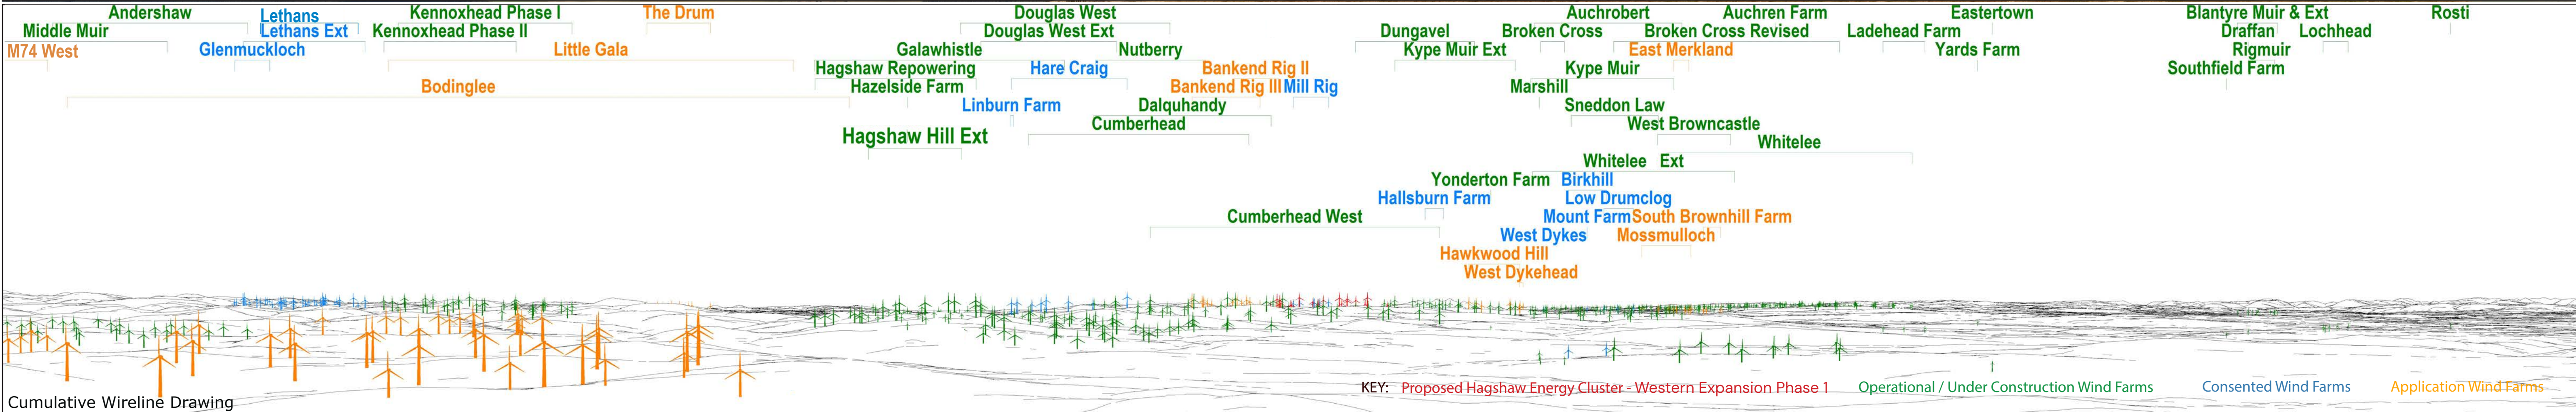 Andershaw Lethans Kennoxhead Phase I The Drum Douglas West Auchrobert Auchren Farm Eastertown Blantyre Muir & Ext Rosti
Middle Muir Lethans Ext Kennoxhead Phase II Douglas West Ext Dungavel Broken Cross Broken Cross Revised Ladehead Farm Draffan Lochhead
M74 West Glenmuckloch Little Gala Galawhistle Nutberry Kype Muir Ext East Merkland Yards Farm Rigmuir
Hagshaw Repowering Hare Craig Bankend Rig II Kype Muir Southfield Farm
Bodinglee Hazelside Farm Bankend Rig III Mill Rig Marshill
Linburn Farm Dalquhandy Sneddon Law
Hagshaw Hill Ext Cumberhead West Browncastle
Whitelee
Whitelee Ext
Yonderton Farm Birkhill
Hallsburn Farm Low Drumclog
Cumberhead West Mount Farm South Brownhill Farm
West Dykes Mossmulloch
Hawkwood Hill
West Dykehead
KEY: Proposed Hagshaw Energy Cluster - Western Expansion Phase 1 Operational / Under Construction Wind Farms Consented Wind Farms Application Wind Farms
Cumulative Wireline Drawing